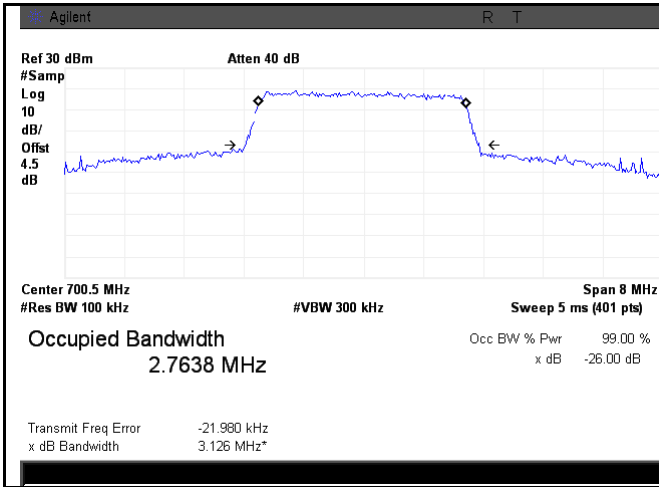 Agilent R T
Ref 30 dBm Atten 40 dB
#Samp
Log
10
dB/
Offst
4.5
dB
Center 700.5 MHz Span 8 MHz
#Res BW 100 kHz #VBW 300 kHz Sweep 5 ms (401 pts)
Occupied Bandwidth Occ BW % Pwr 99.00 %
2.7638 MHz x dB -26.00 dB
Transmit Freq Error -21.980 kHz
x dB Bandwidth 3.126 MHz*